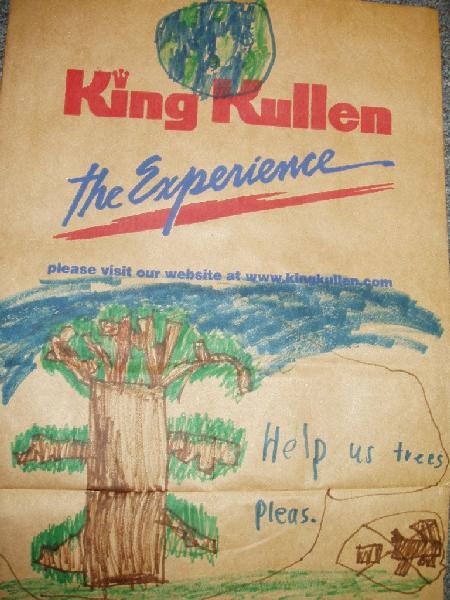 King Kullen
the Experience
please visit our website at www.kingkullen.com
Help us trees
pleas.